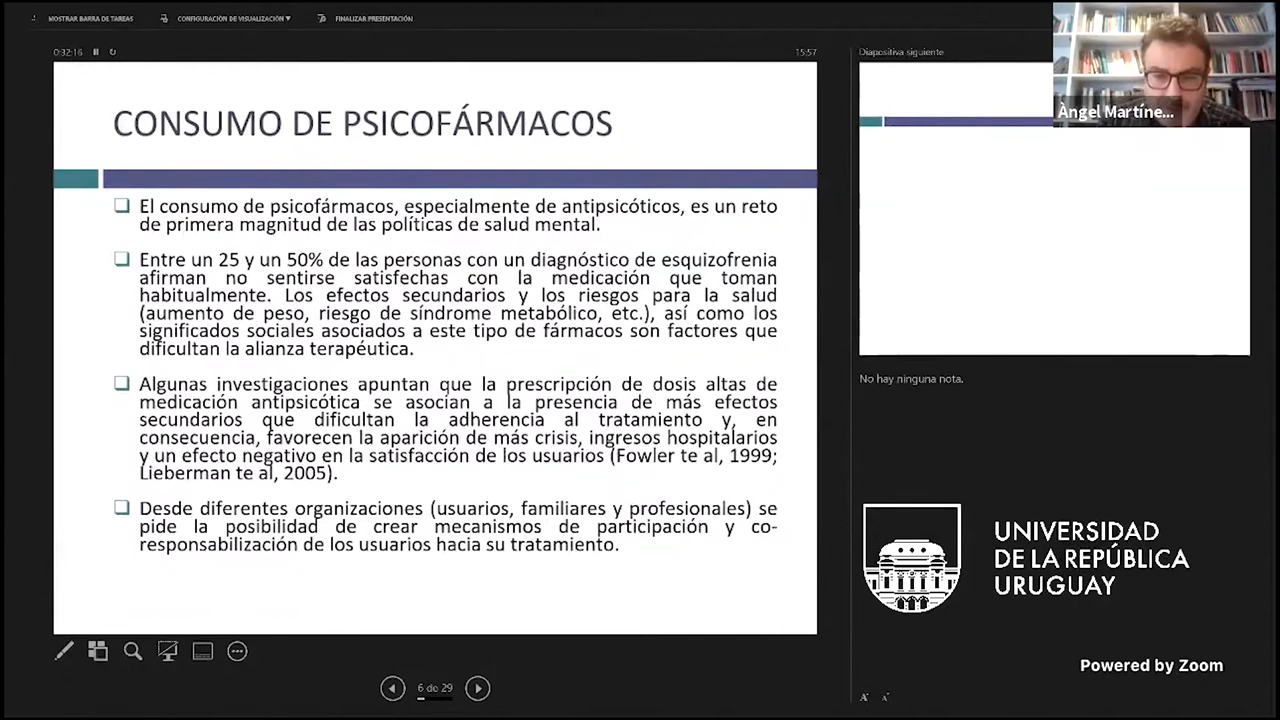 MOSTRAR BARRA DE TAREAS
CONFIGURACIÓN DE VISUALIZACIÓN ▼
FINALIZAR PRESENTACIÓN
0:32:16
15:57
Diapositiva siguiente
Àngel Martíne...
CONSUMO DE PSICOFÁRMACOS
El consumo de psicofármacos, especialmente de antipsicóticos, es un reto
de primera magnitud de las políticas de salud mental.
Entre un 25 y un 50% de las personas con un diagnóstico de esquizofrenia
afirman no sentirse satisfechas con la medicación que toman
habitualmente. Los efectos secundarios y los riesgos para la salud
(aumento de peso, riesgo de síndrome metabólico, etc.), así como los
significados sociales asociados a este tipo de fármacos son factores que
dificultan la alianza terapéutica.
Algunas investigaciones apuntan que la prescripción de dosis altas de
medicación antipsicótica se asocian a la presencia de más efectos
secundarios que dificultan la adherencia al tratamiento y, en
consecuencia, favorecen la aparición de más crisis, ingresos hospitalarios
y un efecto negativo en la satisfacción de los usuarios (Fowler te al, 1999;
Lieberman te al, 2005).
Desde diferentes organizaciones (usuarios, familiares y profesionales) se
pide la posibilidad de crear mecanismos de participación y co-
responsabilización de los usuarios hacia su tratamiento.
No hay ninguna nota.
UNIVERSIDAD
DE LA REPÚBLICA
URUGUAY
Powered by Zoom
6 de 29
A A